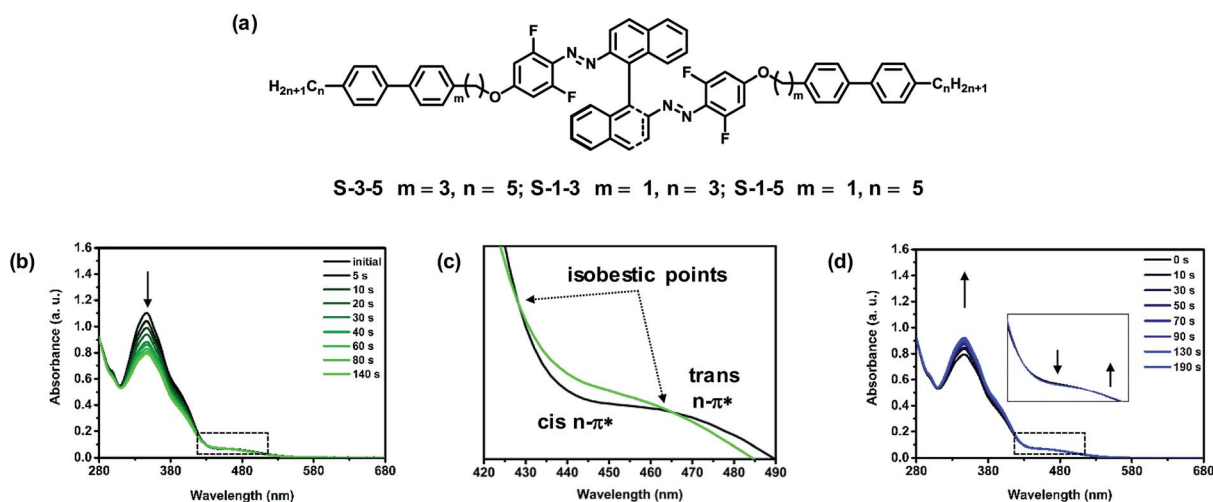 (a)
F
N=N
O
( )m
H2n+1Cn
F
F
N=N
O
( )m
CnH2n+1
F
S-3-5 m = 3, n = 5; S-1-3 m = 1, n = 3; S-1-5 m = 1, n = 5
(b)
Absorbance (a. u.)
1.6
1.4
1.2
1.0
0.8
0.6
0.4
0.2
0.0
initial
5 s
10 s
20 s
30 s
40 s
60 s
80 s
140 s
280 380 480 580 680
Wavelength (nm)
(c)
isobestic points
trans
n-π*
cis n-π*
420 430 440 450 460 470 480 490
Wavelength (nm)
(d)
Absorbance (a. u.)
1.6
1.4
1.2
1.0
0.8
0.6
0.4
0.2
0.0
0 s
10 s
30 s
50 s
70 s
90 s
130 s
190 s
280 380 480 580 680
Wavelength (nm)